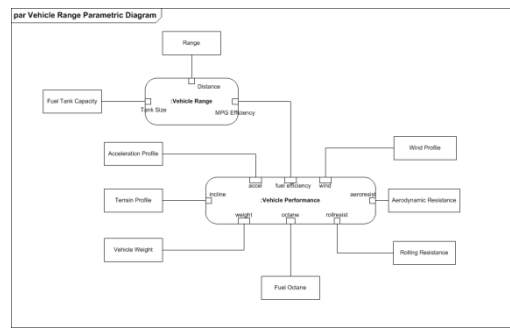 par Vehicle Range Parametric Diagram
Range
Distance
Fuel Tank Capacity
:Vehicle Range
Tank Size
MPG Efficiency
Acceleration Profile
Wind Profile
accel
fuel efficiency
wind
Terrain Profile
incline
aeroresist
Aerodynamic Resistance
:Vehicle Performance
weight
octane
rollresist
Vehicle Weight
Rolling Resistance
Fuel Octane